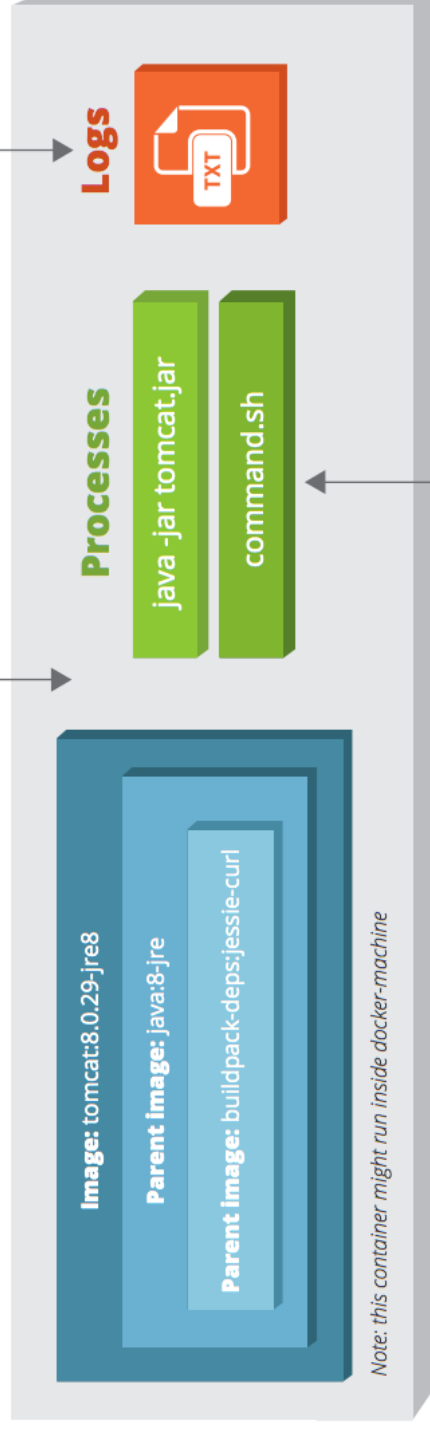 Image: tomcat:8.0.29-jre8
Parent image: java:8-jre
Parent image: buildpack-deps:jessie-curl
Note: this container might run inside docker-machine
Processes
java -jar tomcat.jar
command.sh
Logs
TXT